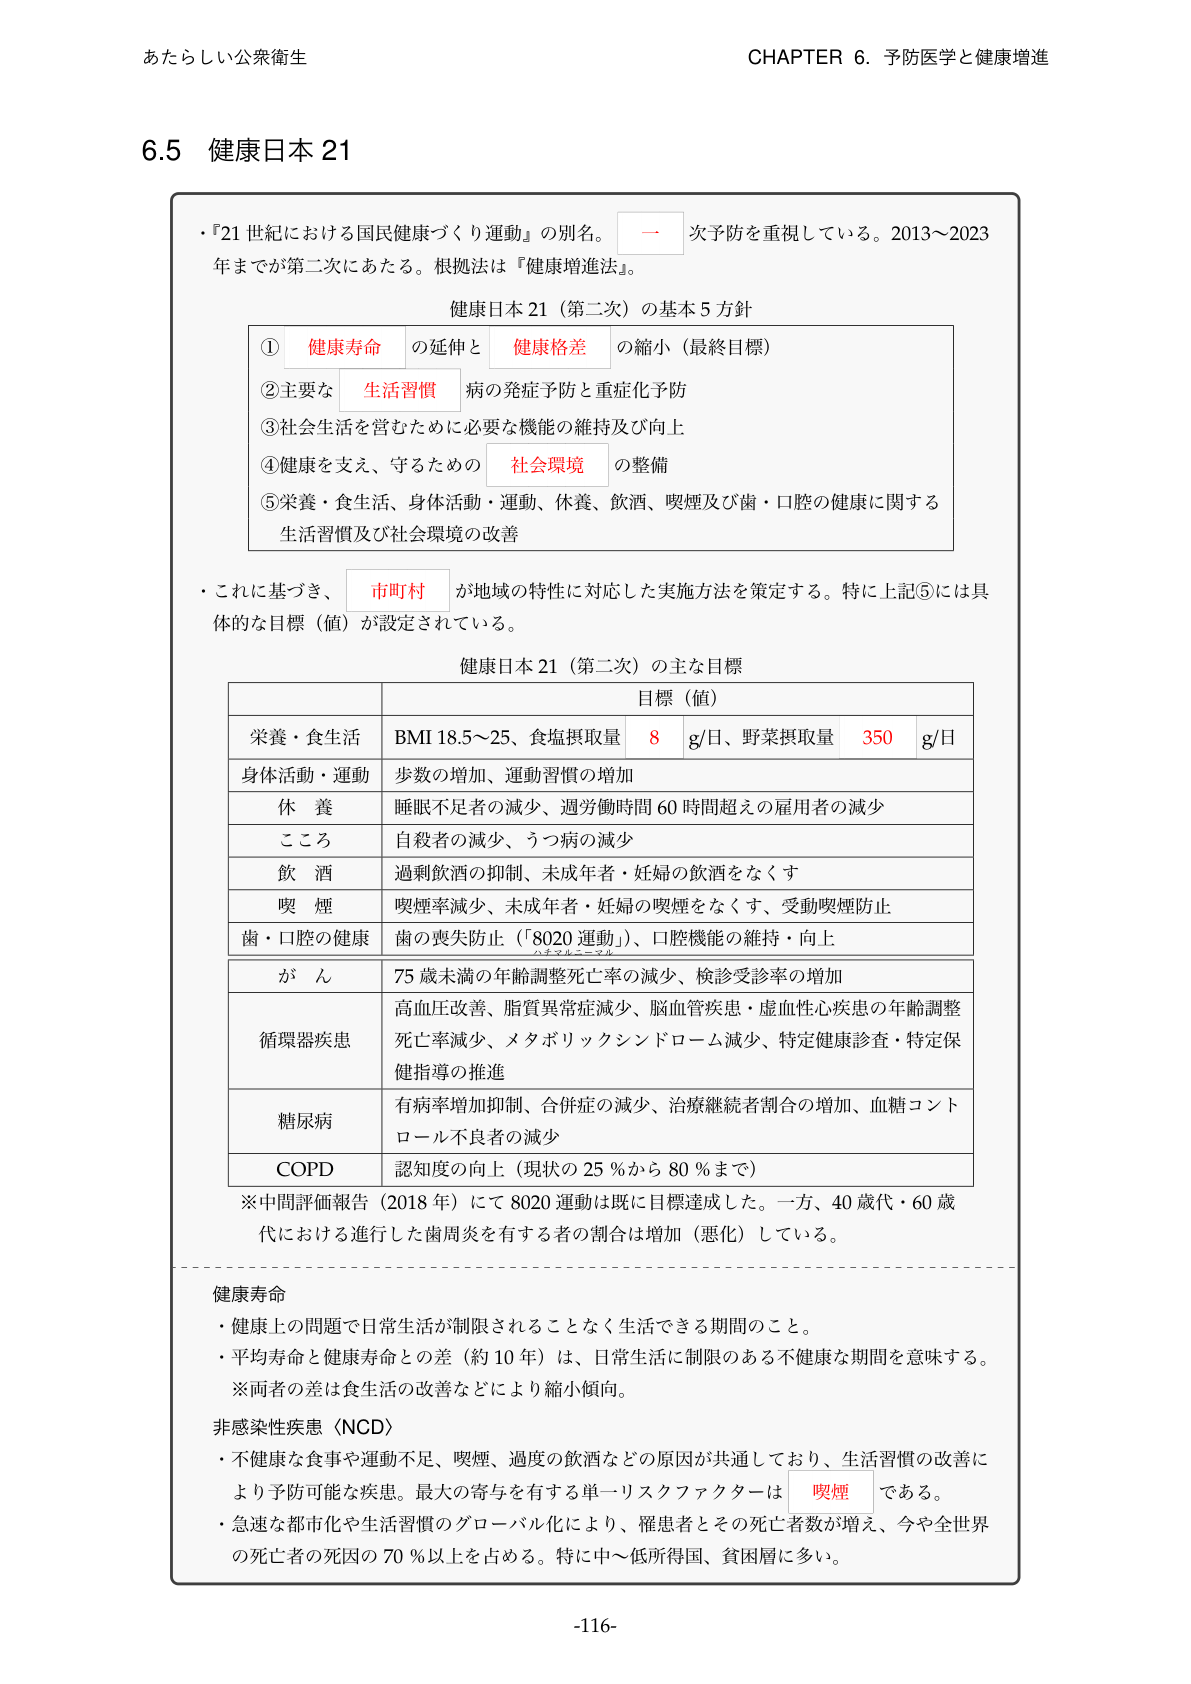 あたらしい公衆衛生 CHAPTER 6. 予防医学と健康増進
6.5 健康日本 21
・『21 世紀における国民健康づくり運動』の別名。 一 次予防を重視している。2013〜2023
年までが第二次にあたる。根拠法は『健康増進法』。
健康日本 21（第二次）の基本 5 方針
① 健康寿命 の延伸と 健康格差 の縮小（最終目標）
②主要な 生活習慣 病の発症予防と重症化予防
③社会生活を営むために必要な機能の維持及び向上
④健康を支え、守るための 社会環境 の整備
⑤栄養・食生活、身体活動・運動、休養、飲酒、喫煙及び歯・口腔の健康に関する
生活習慣及び社会環境の改善
・これに基づき、 市町村 が地域の特性に対応した実施方法を策定する。特に上記⑤には具
体的な目標（値）が設定されている。
健康日本 21（第二次）の主な目標
目標（値）
栄養・食生活 BMI 18.5〜25、食塩摂取量 8 g/日、野菜摂取量 350 g/日
身体活動・運動 歩数の増加、運動習慣の増加
休　養 睡眠不足者の減少、週労働時間 60 時間超えの雇用者の減少
こころ 自殺者の減少、うつ病の減少
飲　酒 過剰飲酒の抑制、未成年者・妊婦の飲酒をなくす
喫　煙 喫煙率減少、未成年者・妊婦の喫煙をなくす、受動喫煙防止
歯・口腔の健康 歯の喪失防止（「8020 運動」）、口腔機能の維持・向上
ハチマルニーマル
が　ん 75 歳未満の年齢調整死亡率の減少、検診受診率の増加
循環器疾患 高血圧改善、脂質異常症減少、脳血管疾患・虚血性心疾患の年齢調整
死亡率減少、メタボリックシンドローム減少、特定健康診査・特定保
健指導の推進
糖尿病 有病率増加抑制、合併症の減少、治療継続者割合の増加、血糖コント
ロール不良者の減少
COPD 認知度の向上（現状の 25 %から 80 %まで）
※中間評価報告（2018 年）にて 8020 運動は既に目標達成した。一方、40 歳代・60 歳
代における進行した歯周炎を有する者の割合は増加（悪化）している。
健康寿命
・健康上の問題で日常生活が制限されることなく生活できる期間のこと。
・平均寿命と健康寿命との差（約 10 年）は、日常生活に制限のある不健康な期間を意味する。
※両者の差は食生活の改善などにより縮小傾向。
非感染性疾患〈NCD〉
・不健康な食事や運動不足、喫煙、過度の飲酒などの原因が共通しており、生活習慣の改善に
より予防可能な疾患。最大の寄与を有する単一リスクファクターは 喫煙 である。
・急速な都市化や生活習慣のグローバル化により、罹患者とその死亡者数が増え、今や全世界
の死亡者の死因の 70 %以上を占める。特に中〜低所得国、貧困層に多い。
-116-